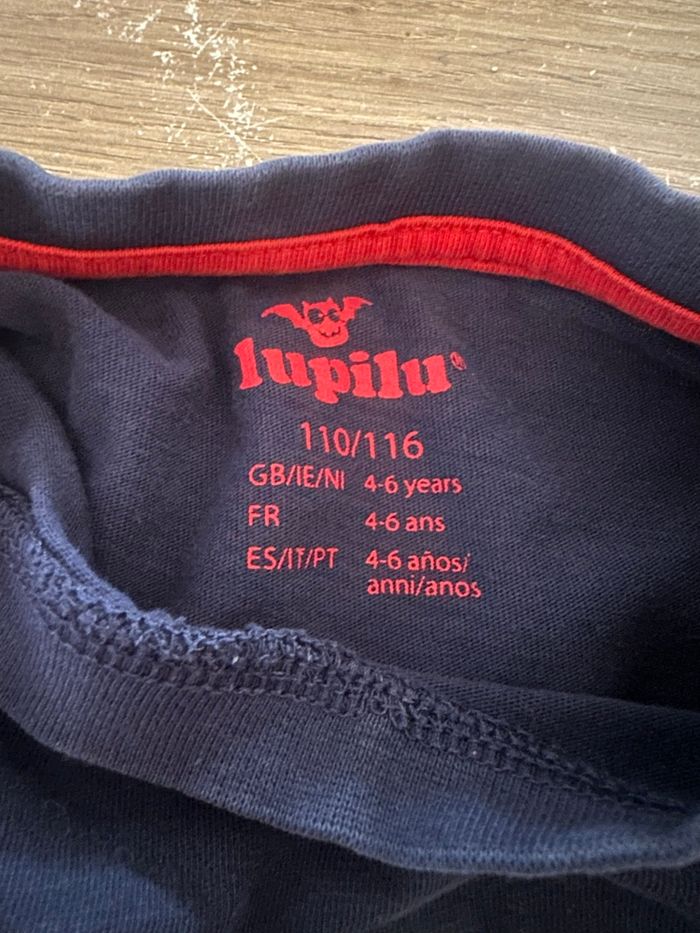 lupilu®
110/116
GB/IE/NI 4-6 years
FR 4-6 ans
ES/IT/PT 4-6 años/
anni/anos